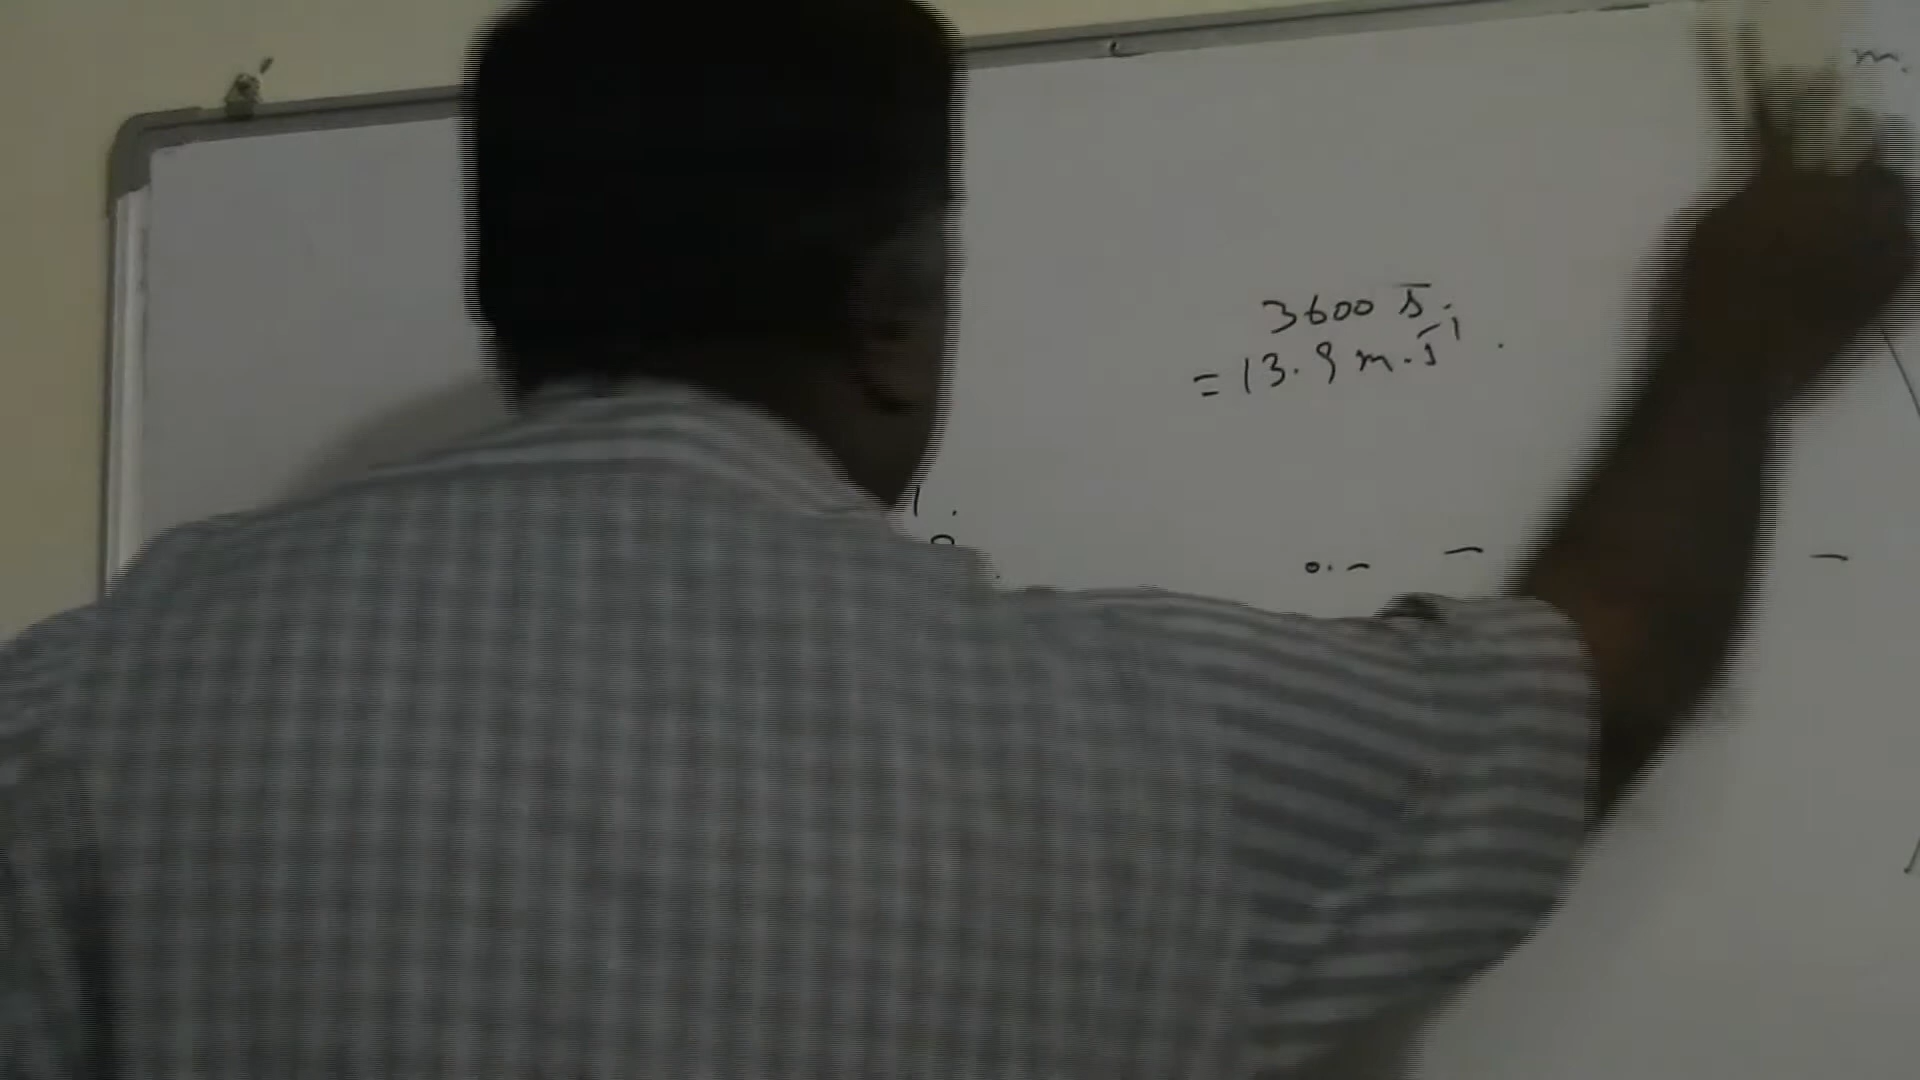 m.
3600 s.
= 13.9 m.s⁻¹.